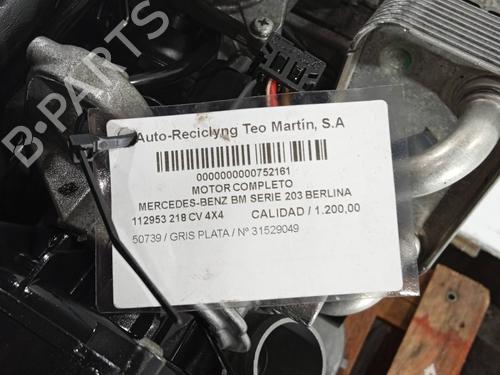 B-PARTS
Auto-Reciclyng Teo Martín, S.A
0000000000752161
MOTOR COMPLETO
MERCEDES-BENZ BM SERIE 203 BERLINA
112953 218 CV 4X4 CALIDAD / 1.200,00
50739 / GRIS PLATA / Nº 31529049